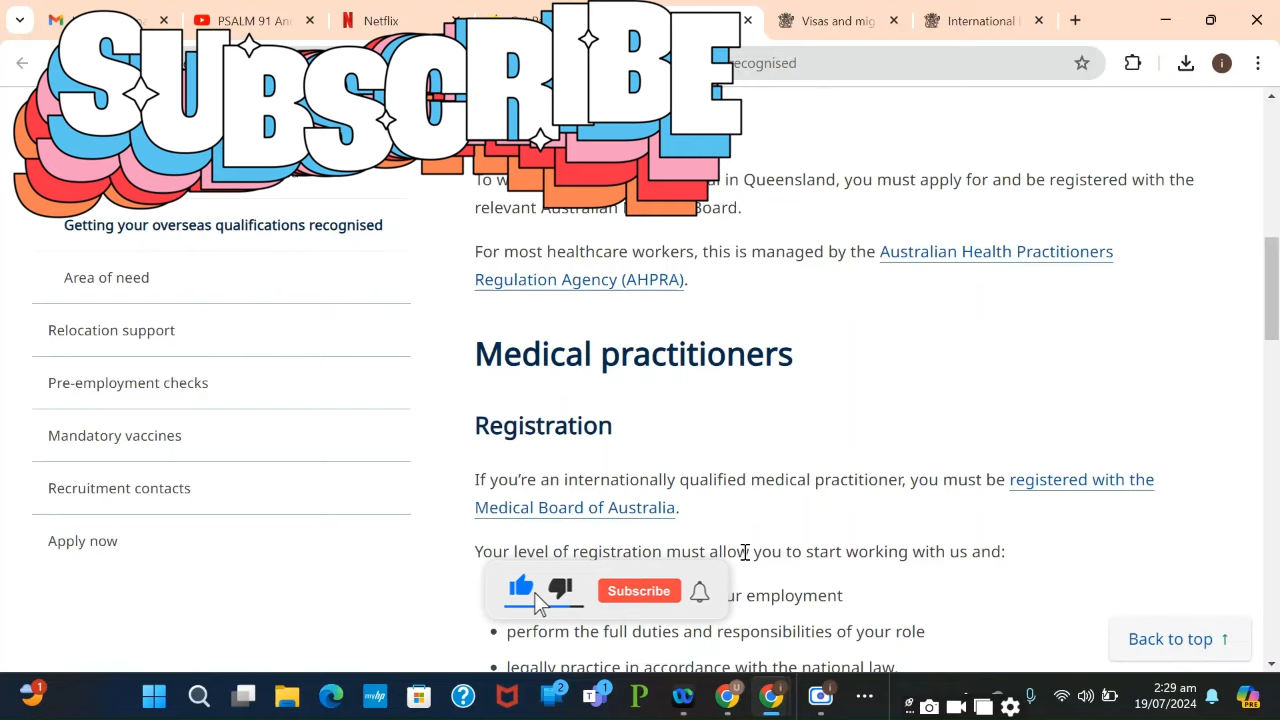 PSALM 91 An
Netflix
Visas and mig
International
SUBSCRIBE
ecognised
in Queensland, you must apply for and be registered with the
relevant Board.
For most healthcare workers, this is managed by the Australian Health Practitioners
Regulation Agency (AHPRA).
Getting your overseas qualifications recognised
Area of need
Relocation support
Pre-employment checks
Mandatory vaccines
Recruitment contacts
Apply now
Medical practitioners
Registration
If you’re an internationally qualified medical practitioner, you must be registered with the
Medical Board of Australia.
Your level of registration must allow you to start working with us and:
ur employment
• perform the full duties and responsibilities of your role
• legally practice in accordance with the national law.
Subscribe
Back to top ↑
2:29 am
19/07/2024